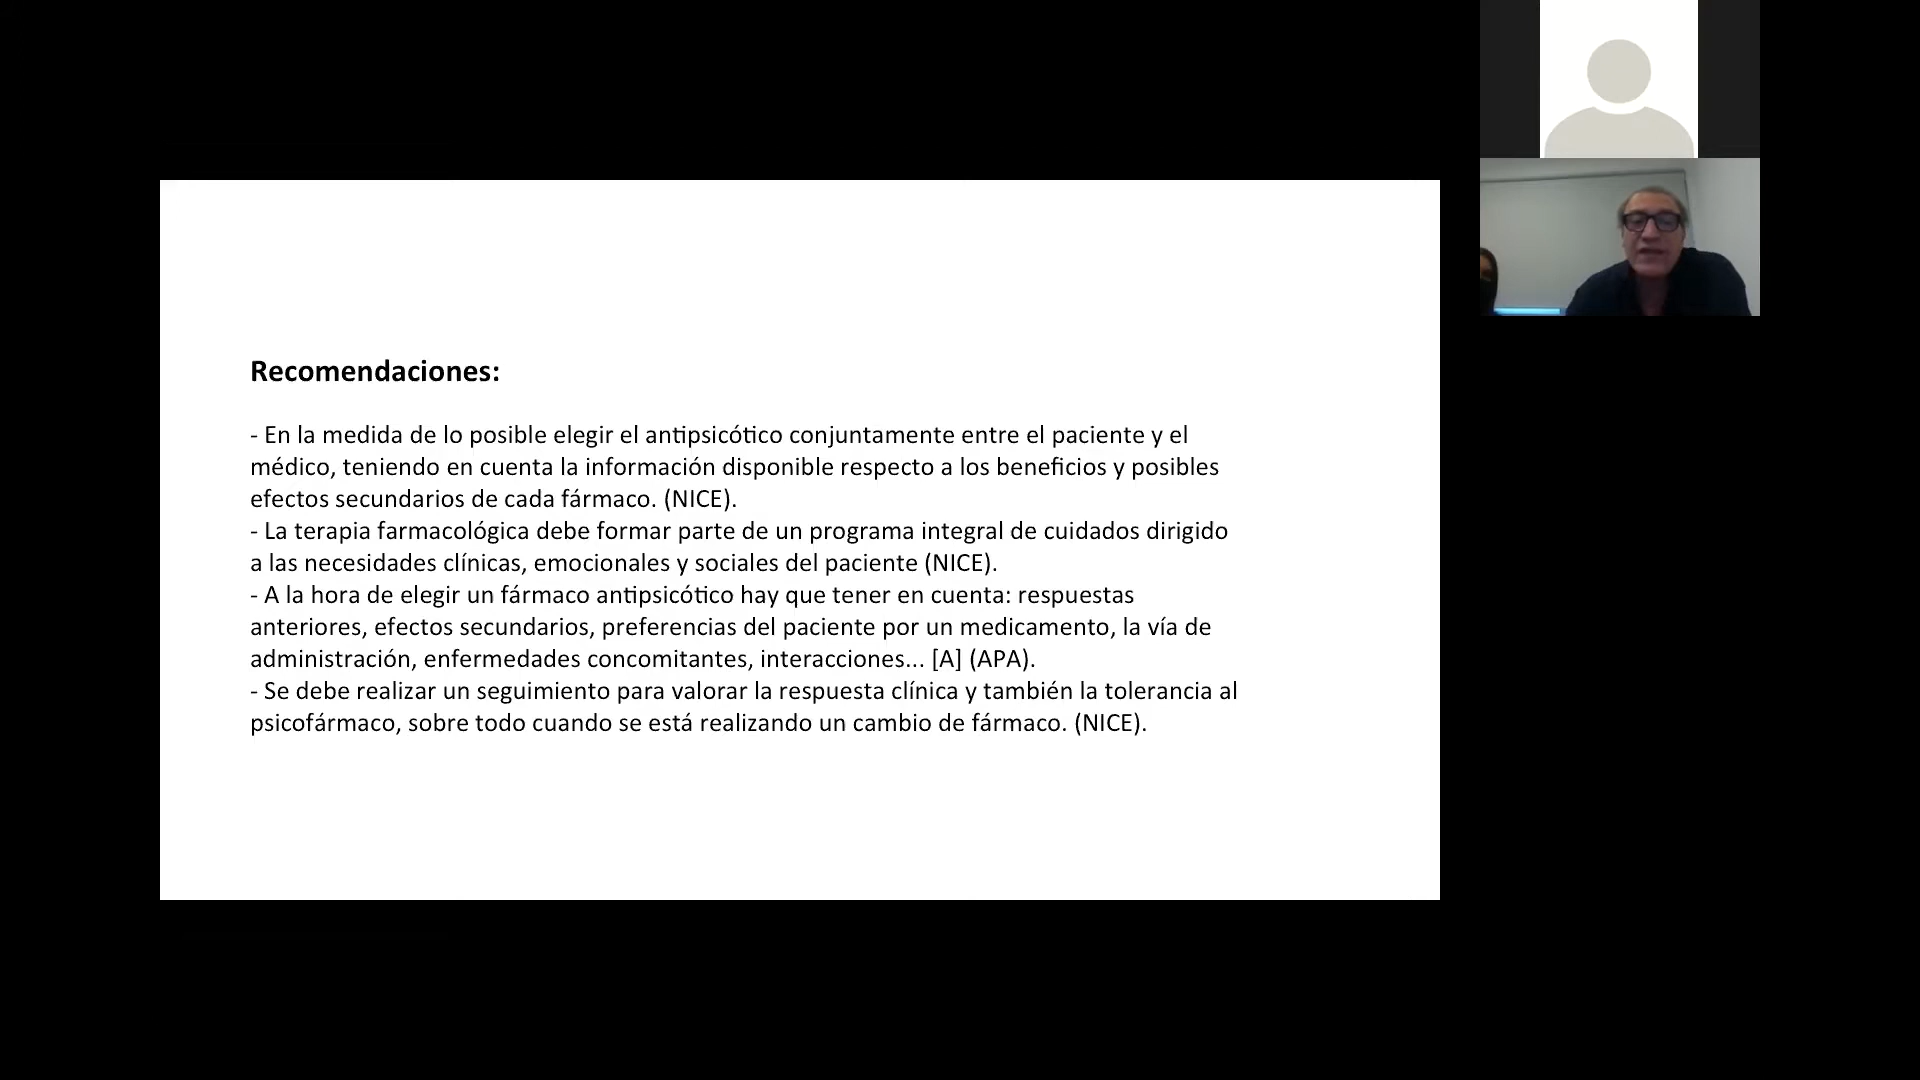 Recomendaciones:
- En la medida de lo posible elegir el antipsicótico conjuntamente entre el paciente y el
médico, teniendo en cuenta la información disponible respecto a los beneficios y posibles
efectos secundarios de cada fármaco. (NICE).
- La terapia farmacológica debe formar parte de un programa integral de cuidados dirigido
a las necesidades clínicas, emocionales y sociales del paciente (NICE).
- A la hora de elegir un fármaco antipsicótico hay que tener en cuenta: respuestas
anteriores, efectos secundarios, preferencias del paciente por un medicamento, la vía de
administración, enfermedades concomitantes, interacciones... [A] (APA).
- Se debe realizar un seguimiento para valorar la respuesta clínica y también la tolerancia al
psicofármaco, sobre todo cuando se está realizando un cambio de fármaco. (NICE).